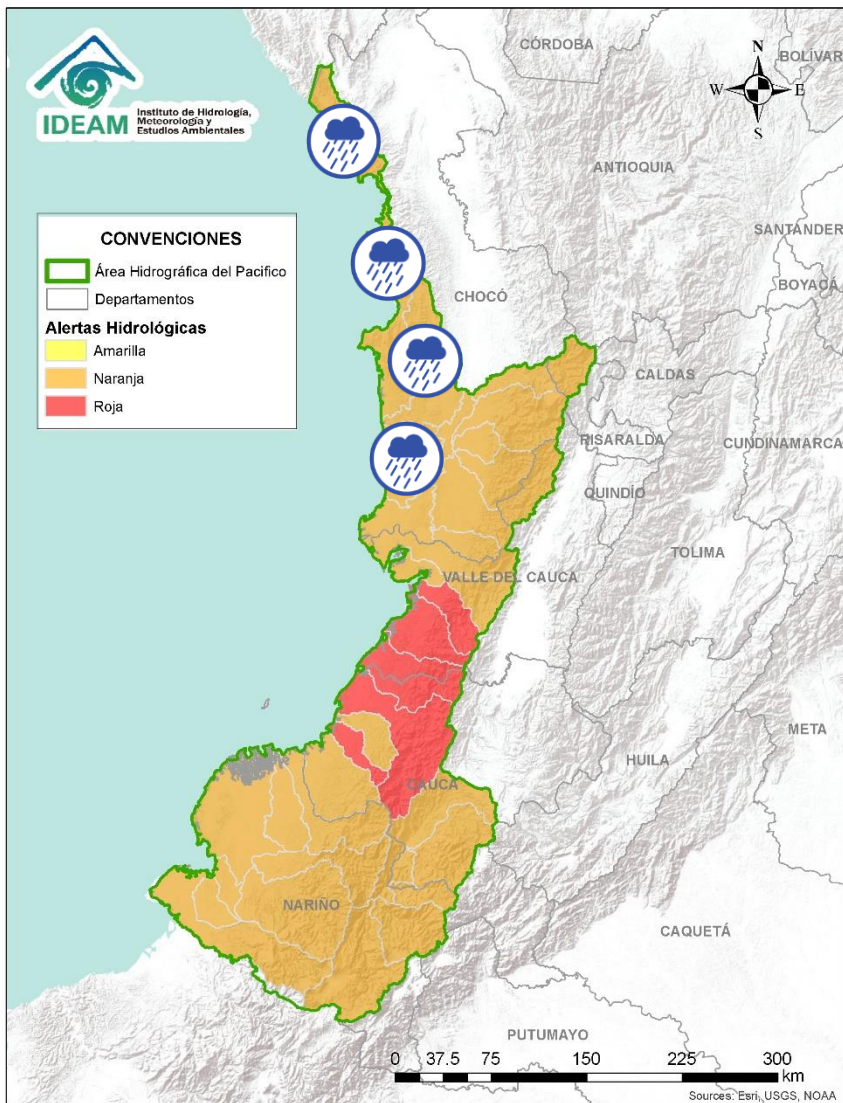 IDEAM
Instituto de Hidrología,
Meteorología y
Estudios Ambientales
N
W
E
S
CÓRDOBA
BOLÍVAR
ANTIOQUIA
SANTANDER
BOYACÁ
CHOCÓ
CALDAS
RISARALDA
CUNDINAMARCA
QUINDÍO
TOLIMA
VALLE DEL CAUCA
META
HUILA
CAUCA
NARIÑO
CAQUETÁ
PUTUMAYO
CONVENCIONES
Área Hidrográfica del Pacifico
Departamentos
Alertas Hidrológicas
Amarilla
Naranja
Roja
0 37.5 75 150 225 300
km
Sources: Esri, USGS, NOAA